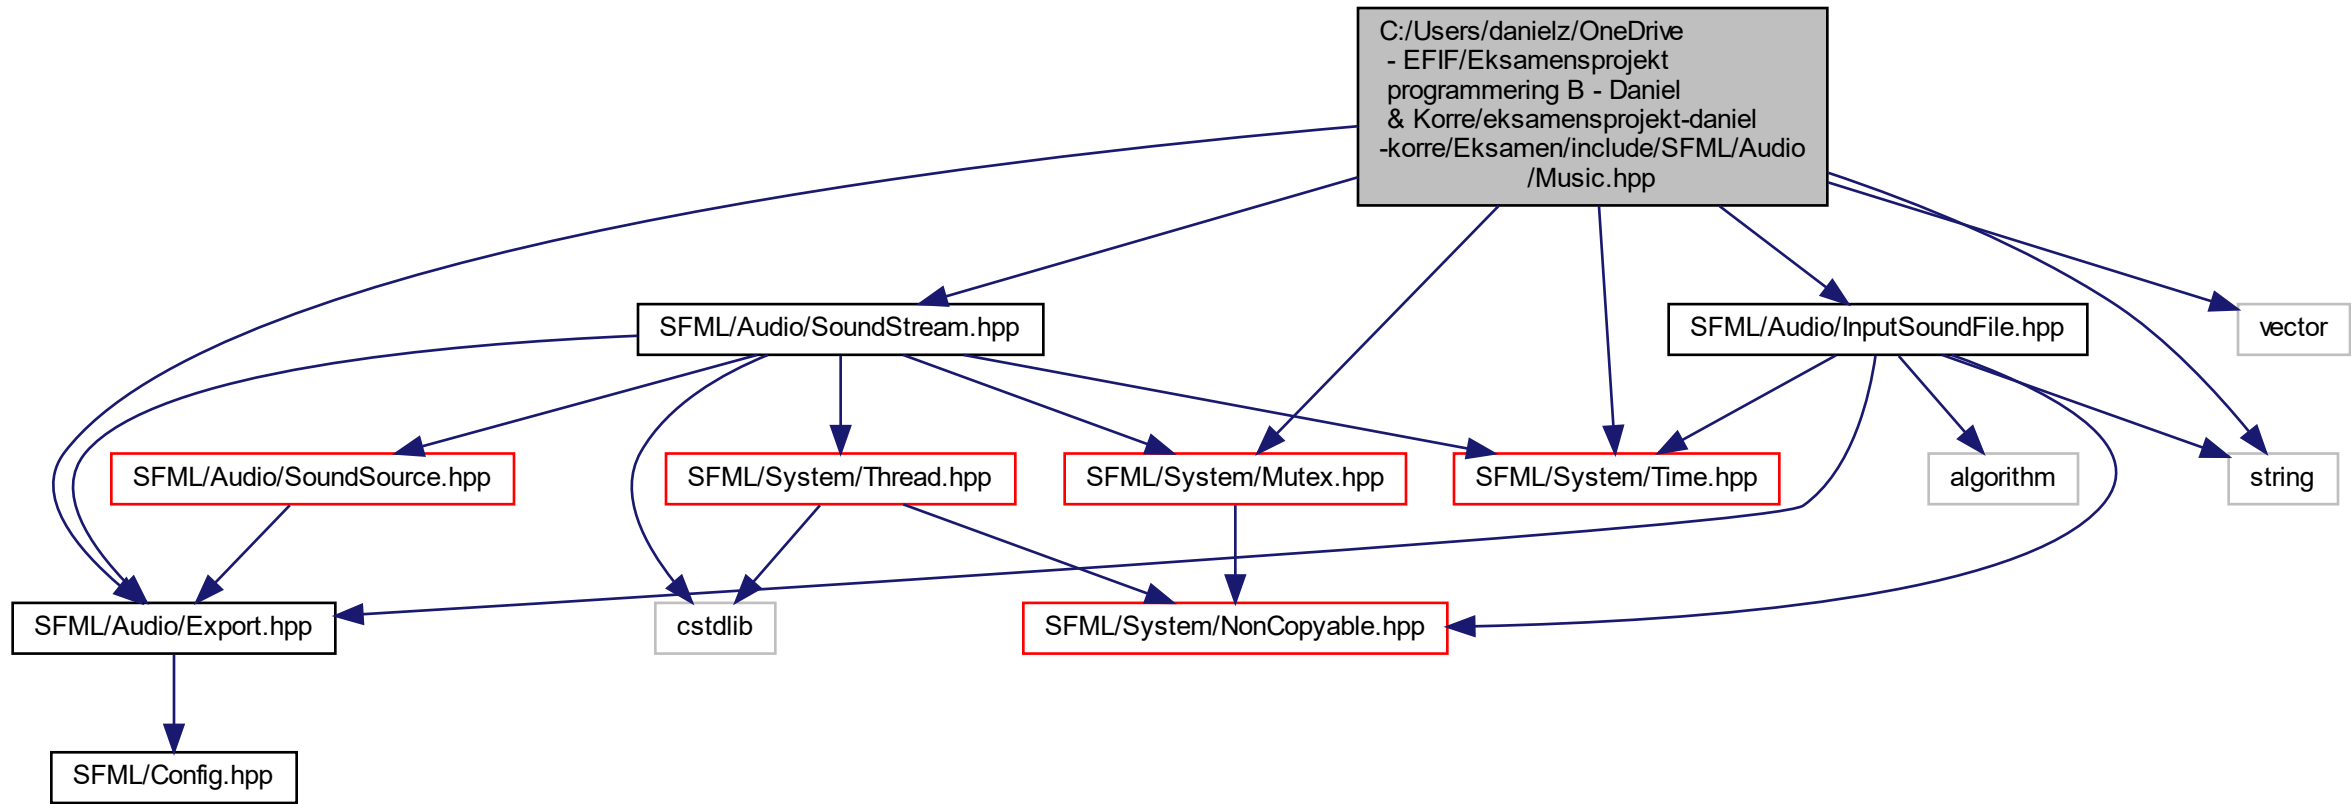 C:/Users/danielz/OneDrive
- EFIF/Eksamensprojekt
programmering B - Daniel
& Korre/eksamensprojekt-daniel
-korre/Eksamen/include/SFML/Audio
/Music.hpp
SFML/Audio/SoundStream.hpp
SFML/Audio/InputSoundFile.hpp
vector
SFML/Audio/SoundSource.hpp
SFML/System/Thread.hpp
SFML/System/Mutex.hpp
SFML/System/Time.hpp
algorithm
string
SFML/Audio/Export.hpp
cstdlib
SFML/System/NonCopyable.hpp
SFML/Config.hpp